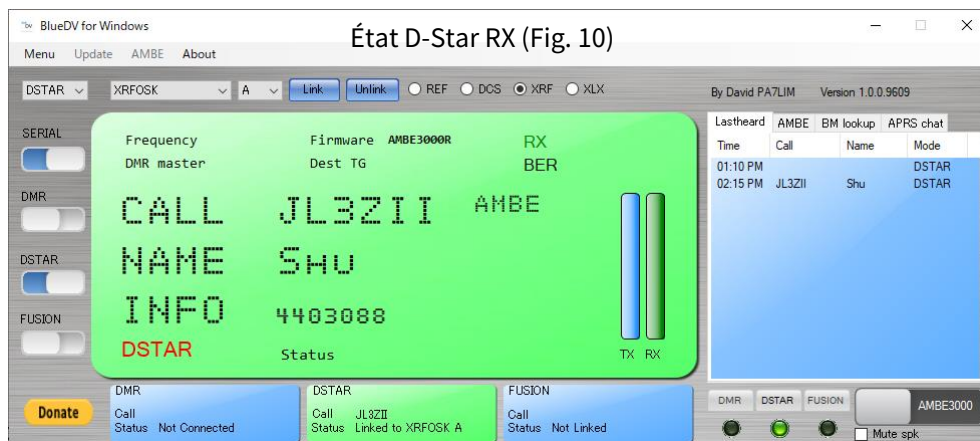 BlueDV for Windows
État D-Star RX (Fig. 10)
Menu Update AMBE About
DSTAR XRFOSK A Link Unlink REF DCS XRF XLX
By David PA7LIM Version 1.0.0.9609
SERIAL
DMR
DSTAR
FUSION
Frequency Firmware AMBE3000R RX
DMR master Dest TG BER
CALL JL3ZII AMBE
NAME SHU
INFO 4403088
DSTAR Status TX RX
Lastheard AMBE BM lookup APRS chat
Time Call Name Mode
01:10 PM DSTAR
02:15 PM JL3ZII Shu DSTAR
Donate
DMR
Call
Status Not Connected
DSTAR
Call JL3ZII
Status Linked to XRFOSK A
FUSION
Call
Status Not Linked
DMR DSTAR FUSION
AMBE3000
Mute spk